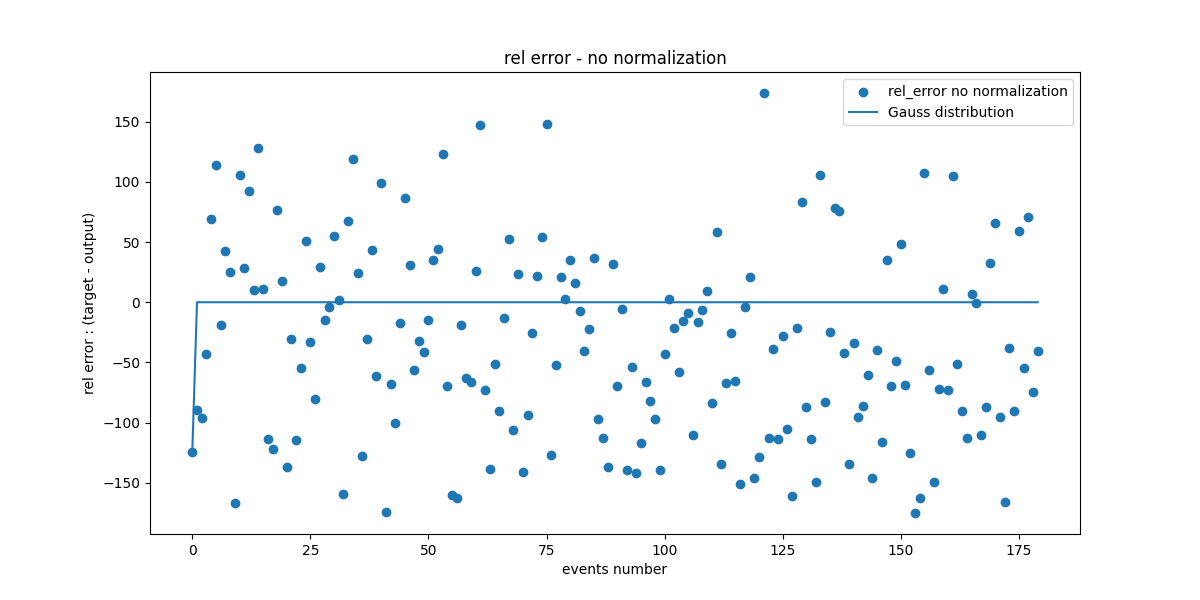 rel error - no normalization
rel_error no normalization
Gauss distribution
rel error : (target - output)
150
100
50
0
−50
−100
−150
0 25 50 75 100 125 150 175
events number